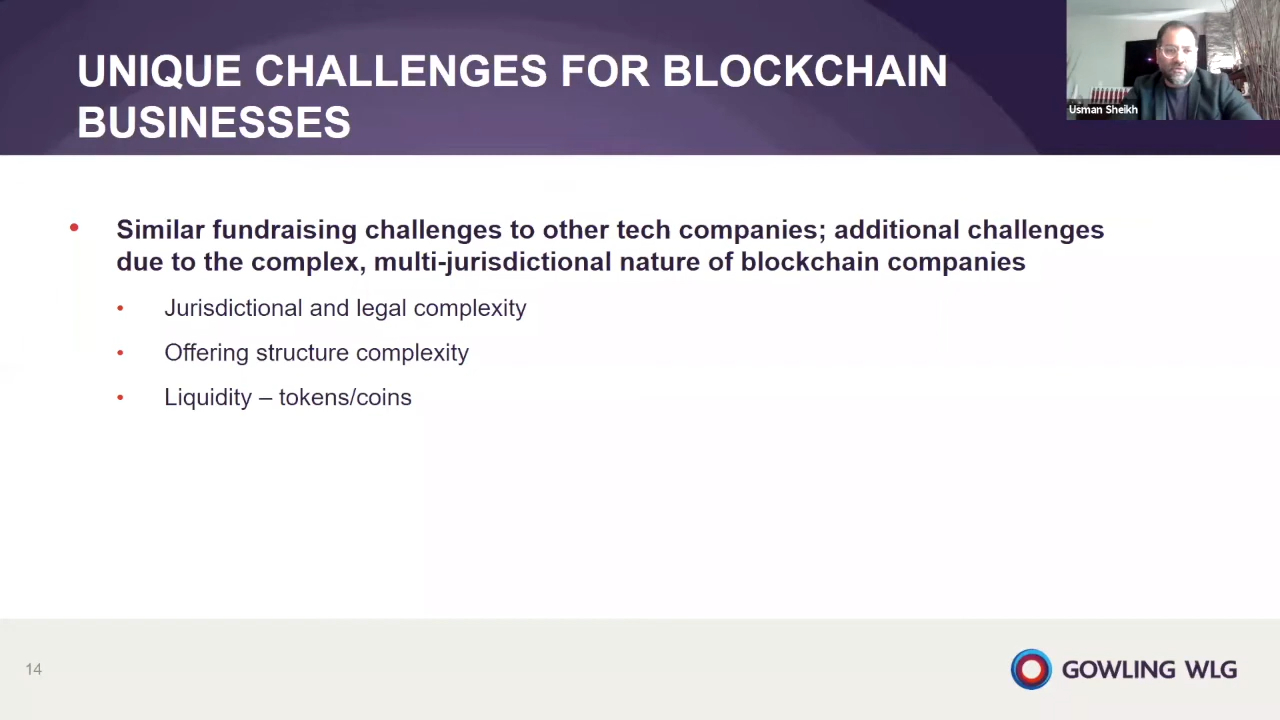 UNIQUE CHALLENGES FOR BLOCKCHAIN
BUSINESSES
Usman Sheikh
• Similar fundraising challenges to other tech companies; additional challenges
due to the complex, multi-jurisdictional nature of blockchain companies
• Jurisdictional and legal complexity
• Offering structure complexity
• Liquidity – tokens/coins
14
GOWLING WLG